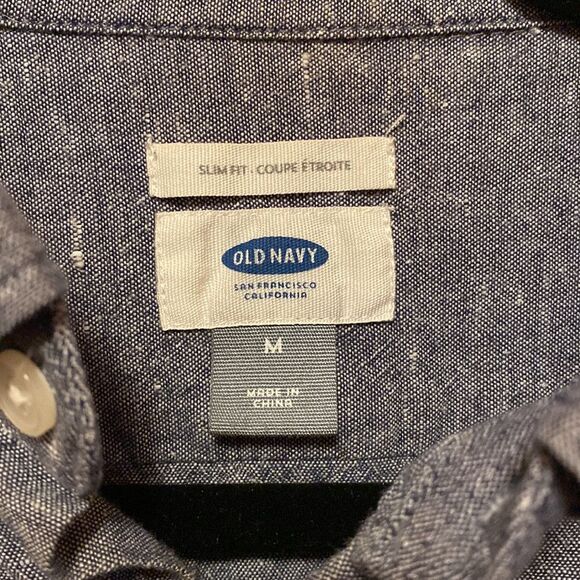 SLIM FIT · COUPE ÉTROITE
OLD NAVY
SAN FRANCISCO
CALIFORNIA
M
MADE IN
CHINA